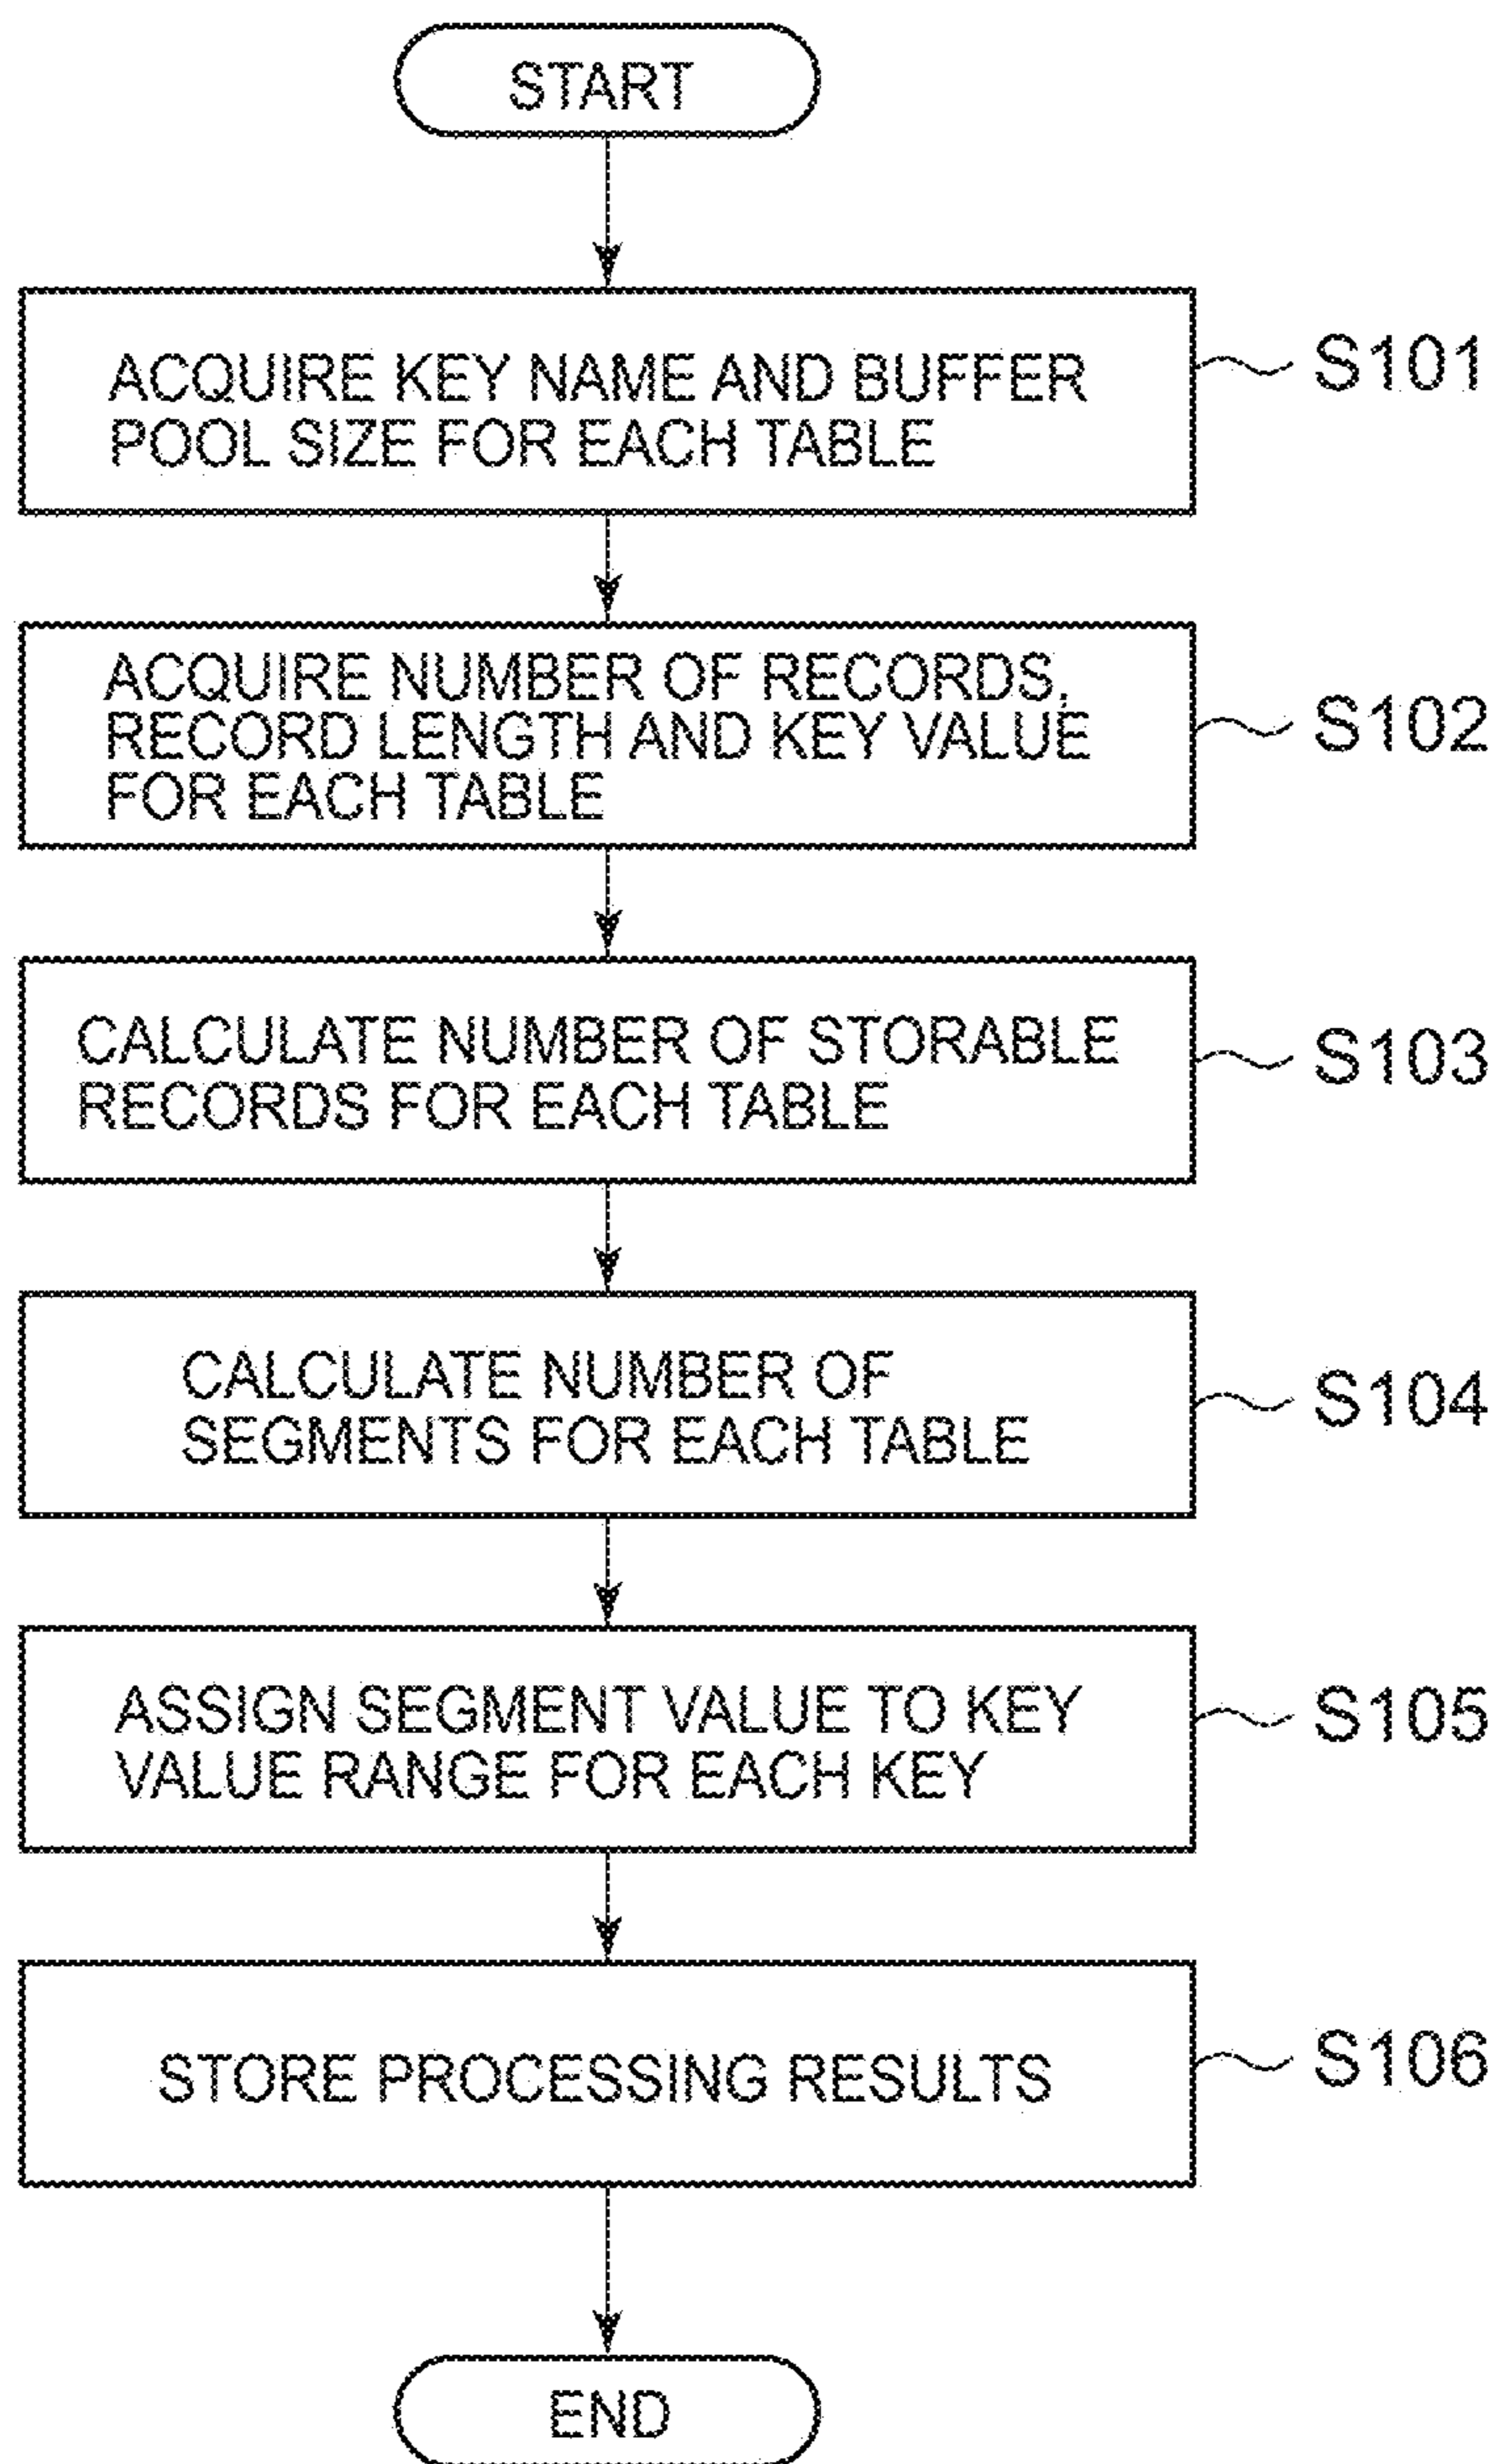 START
ACQUIRE KEY NAME AND BUFFER
POOL SIZE FOR EACH TABLE
S101
ACQUIRE NUMBER OF RECORDS,
RECORD LENGTH AND KEY VALUE
FOR EACH TABLE
S102
CALCULATE NUMBER OF STORABLE
RECORDS FOR EACH TABLE
S103
CALCULATE NUMBER OF
SEGMENTS FOR EACH TABLE
S104
ASSIGN SEGMENT VALUE TO KEY
VALUE RANGE FOR EACH KEY
S105
STORE PROCESSING RESULTS
S106
END